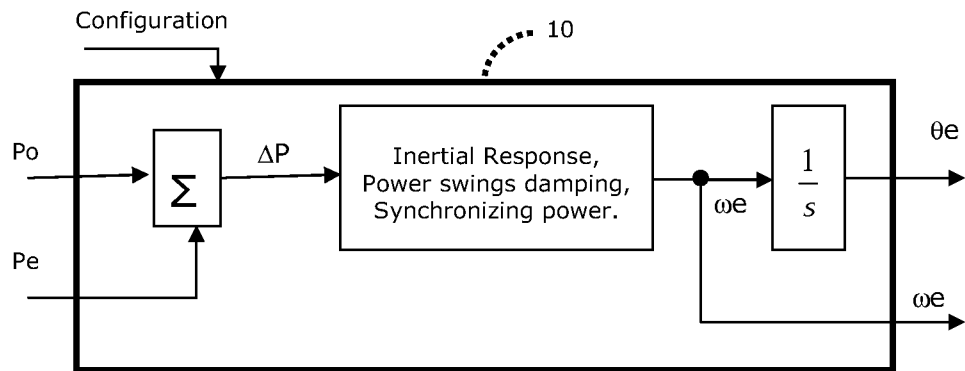 Configuration
10
Po
Σ
ΔP
Inertial Response,
Power swings damping,
Synchronizing power.
ωe
1
s
θe
Pe
ωe